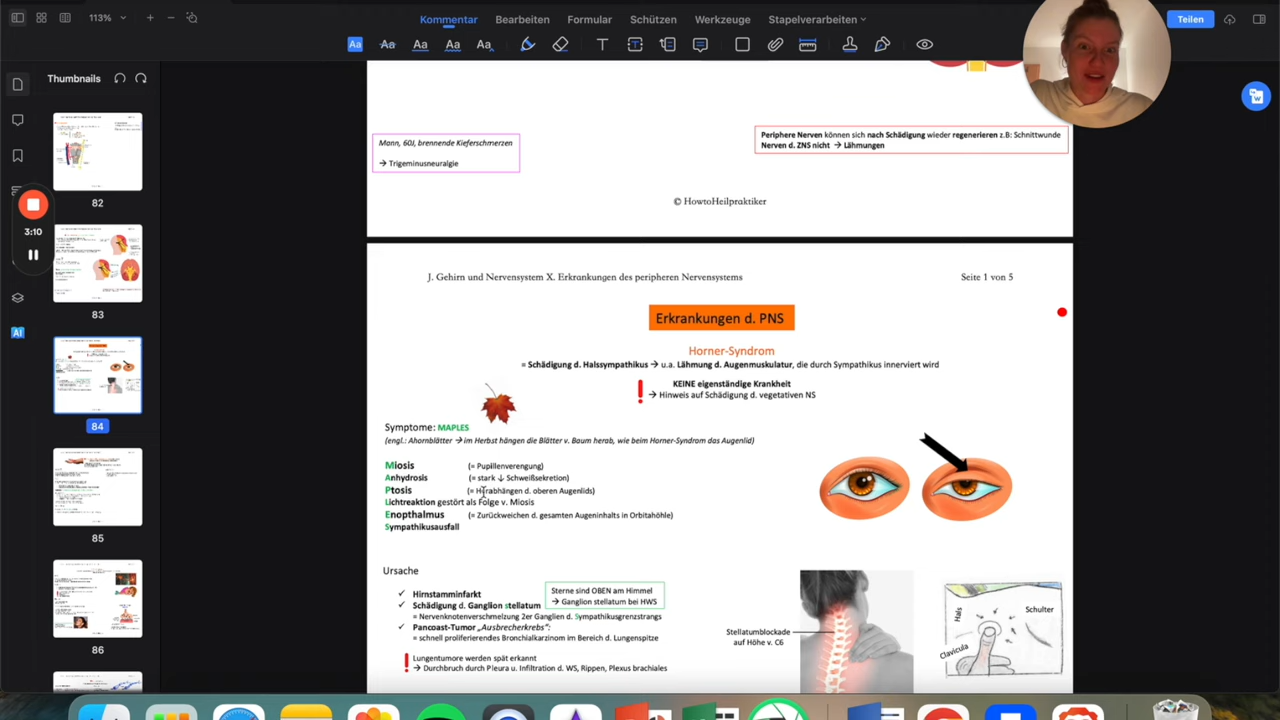 113%
Kommentar
Bearbeiten
Formular
Schützen
Werkzeuge
Stapelverarbeiten
Teilen
Thumbnails
82
83
84
85
86
3:10
AI
Mann, 60J, brennende Kieferschmerzen
→ Trigeminusneuralgie
Periphere Nerven können sich nach Schädigung wieder regenerieren z.B: Schnittwunde
Nerven d. ZNS nicht → Lähmungen
© HowtoHeilpraktiker
J. Gehirn und Nervensystem X. Erkrankungen des peripheren Nervensystems
Seite 1 von 5
Erkrankungen d. PNS
Horner-Syndrom
= Schädigung d. Halssympathikus → u.a. Lähmung d. Augenmuskulatur, die durch Sympathikus innerviert wird
KEINE eigenständige Krankheit
→ Hinweis auf Schädigung d. vegetativen NS
Symptome: MAPLES
(engl.: Ahornblätter → im Herbst hängen die Blätter v. Baum herab, wie beim Horner-Syndrom das Augenlid)
Miosis (= Pupillenverengung)
Anhydrosis (= stark ↓ Schweißsekretion)
Ptosis (= Herabhängen d. oberen Augenlids)
Lichtreaktion gestört als Folge v. Miosis
Enopthalmus (= Zurückweichen d. gesamten Augeninhalts in Orbitahöhle)
Sympathikusausfall
Ursache
✓ Hirnstamminfarkt
✓ Schädigung d. Ganglion stellatum
= Nervenknotenverschmelzung 2er Ganglien d. Sympathikusgrenzstrangs
✓ Pancoast-Tumor „Ausbrecherkrebs":
= schnell proliferierendes Bronchialkarzinom im Bereich d. Lungenspitze
Sterne sind OBEN am Himmel
→ Ganglion stellatum bei HWS
Lungentumore werden spät erkannt
→ Durchbruch durch Pleura u. Infiltration d. WS, Rippen, Plexus brachiales
Stellatumblockade
auf Höhe v. C6
Hals
Schulter
Clavicula